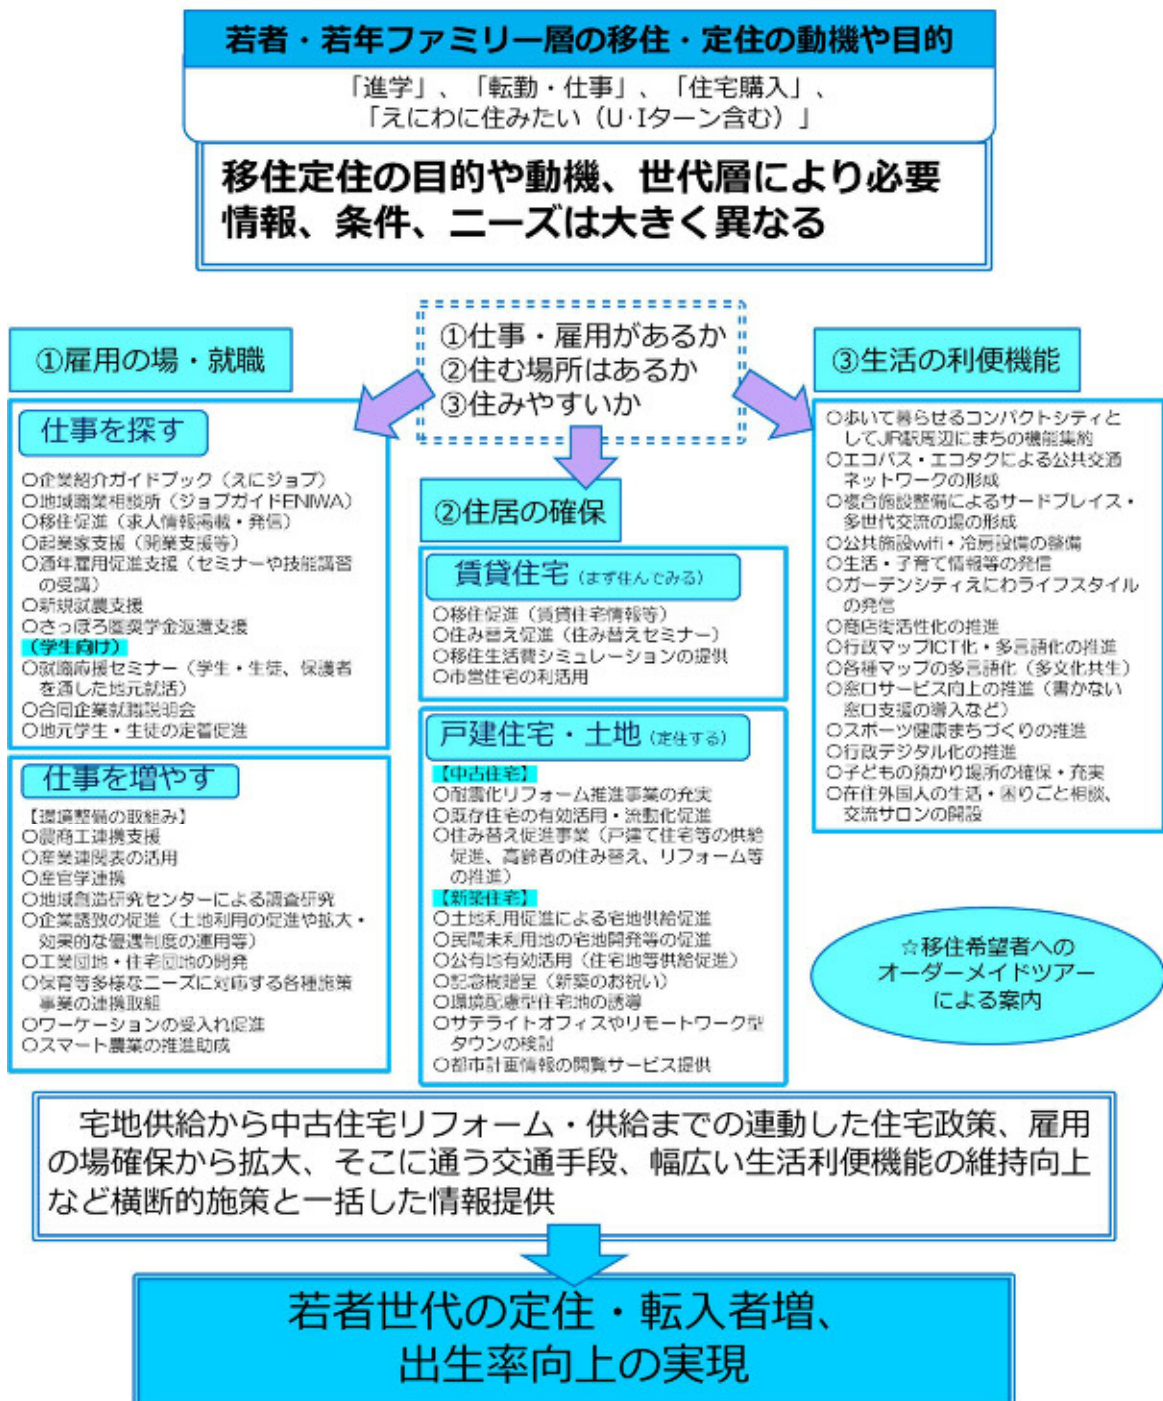 若者・若年ファミリー層の移住・定住の動機や目的
「進学」、「転勤・仕事」、「住宅購入」、
「えにわに住みたい（U・Iターン含む）」
移住定住の目的や動機、世代層により必要
情報、条件、ニーズは大きく異なる
①仕事・雇用があるか
②住む場所はあるか
③住みやすいか
①雇用の場・就職
仕事を探す
○企業紹介ガイドブック（えにジョブ）
○地域職業相談所（ジョブガイドENIWA）
○移住促進（求人情報掲載・発信）
○起業家支援（開業支援等）
○通年雇用促進支援（セミナーや技能講習
の受講）
○新規就農支援
○さっぽろ圏奨学金返還支援
（学生向け）
○就職応援セミナー（学生・生徒、保護者
を通した地元就活）
○合同企業就職説明会
○地元学生・生徒の定着促進
仕事を増やす
【環境整備の取組み】
○農商工連携支援
○産業連関表の活用
○産官学連携
○地域創造研究センターによる調査研究
○企業誘致の促進（土地利用の促進や拡大・
効果的な優遇制度の運用等）
○工業団地・住宅団地の開発
○保育等多様なニーズに対応する各種施策
事業の連携取組
○ワーケーションの受入れ促進
○スマート農業の推進助成
②住居の確保
賃貸住宅（まず住んでみる）
○移住促進（賃貸住宅情報等）
○住み替え促進（住み替えセミナー）
○移住生活費シミュレーションの提供
○市営住宅の利活用
戸建住宅・土地（定住する）
【中古住宅】
○耐震化リフォーム推進事業の充実
○既存住宅の有効活用・流動化促進
○住み替え促進事業（戸建て住宅等の供給
促進、高齢者の住み替え、リフォーム等
の推進）
【新築住宅】
○土地利用促進による宅地供給促進
○民間未利用地の宅地開発等の促進
○公有地有効活用（住宅地等供給促進）
○記念樹贈呈（新築のお祝い）
○環境配慮型住宅地の誘導
○サテライトオフィスやリモートワーク型
タウンの検討
○都市計画情報の閲覧サービス提供
③生活の利便機能
○歩いて暮らせるコンパクトシティと
してJR駅周辺にまちの機能集約
○エコバス・エコタクによる公共交通
ネットワークの形成
○複合施設整備によるサードプレイス・
多世代交流の場の形成
○公共施設wifi・冷房設備の整備
○生活・子育て情報等の発信
○ガーデンシティえにわライフスタイル
の発信
○商店街活性化の推進
○行政マップICT化・多言語化の推進
○各種マップの多言語化（多文化共生）
○窓口サービス向上の推進（書かない
窓口支援の導入など）
○スポーツ健康まちづくりの推進
○行政デジタル化の推進
○子どもの預かり場所の確保・充実
○在住外国人の生活・困りごと相談、
交流サロンの開設
☆移住希望者への
オーダーメイドツアー
による案内
宅地供給から中古住宅リフォーム・供給までの連動した住宅政策、雇用
の場確保から拡大、そこに通う交通手段、幅広い生活利便機能の維持向上
など横断的施策と一括した情報提供
若者世代の定住・転入者増、
出生率向上の実現